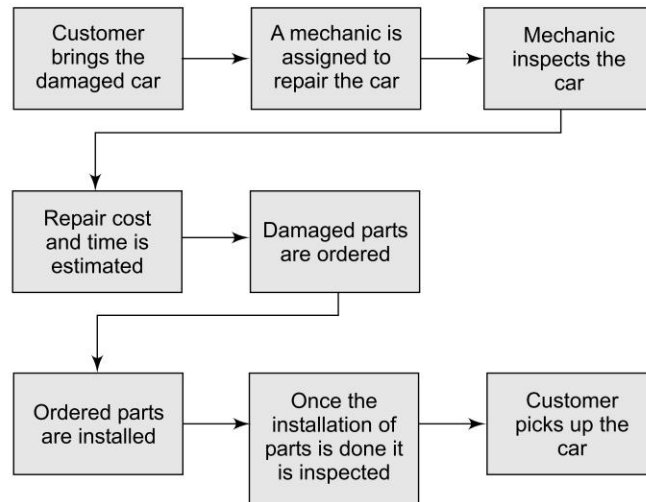 Customer
brings the
damaged car
A mechanic is
assigned to
repair the car
Mechanic
inspects the
car
Repair cost
and time is
estimated
Damaged parts
are ordered
Ordered parts
are installed
Once the
installation of
parts is done it
is inspected
Customer
picks up the
car